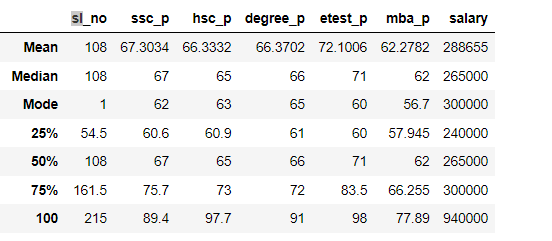 sl_no ssc_p hsc_p degree_p etest_p mba_p salary
Mean 108 67.3034 66.3332 66.3702 72.1006 62.2782 288655
Median 108 67 65 66 71 62 265000
Mode 1 62 63 65 60 56.7 300000
25% 54.5 60.6 60.9 61 60 57.945 240000
50% 108 67 65 66 71 62 265000
75% 161.5 75.7 73 72 83.5 66.255 300000
100 215 89.4 97.7 91 98 77.89 940000